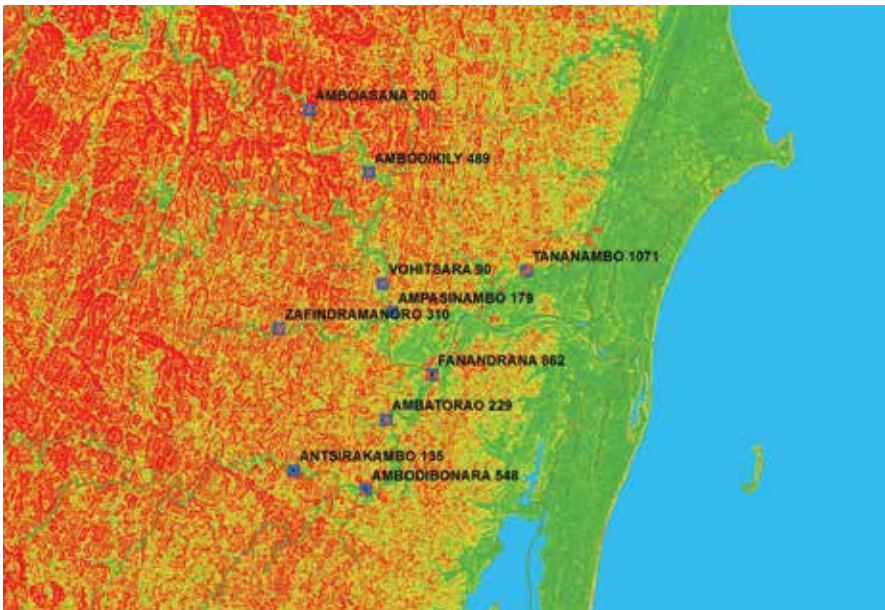 AMBOASANA 200
AMBODIKILY 489
TANANAMBO 1071
VOHITSARA 90
AMPASINAMBO 179
ZAFINDRAMANORO 310
FANANDRANA 862
AMBATORAO 229
ANTSIRAKAMBO 135
AMBODIBONARA 548